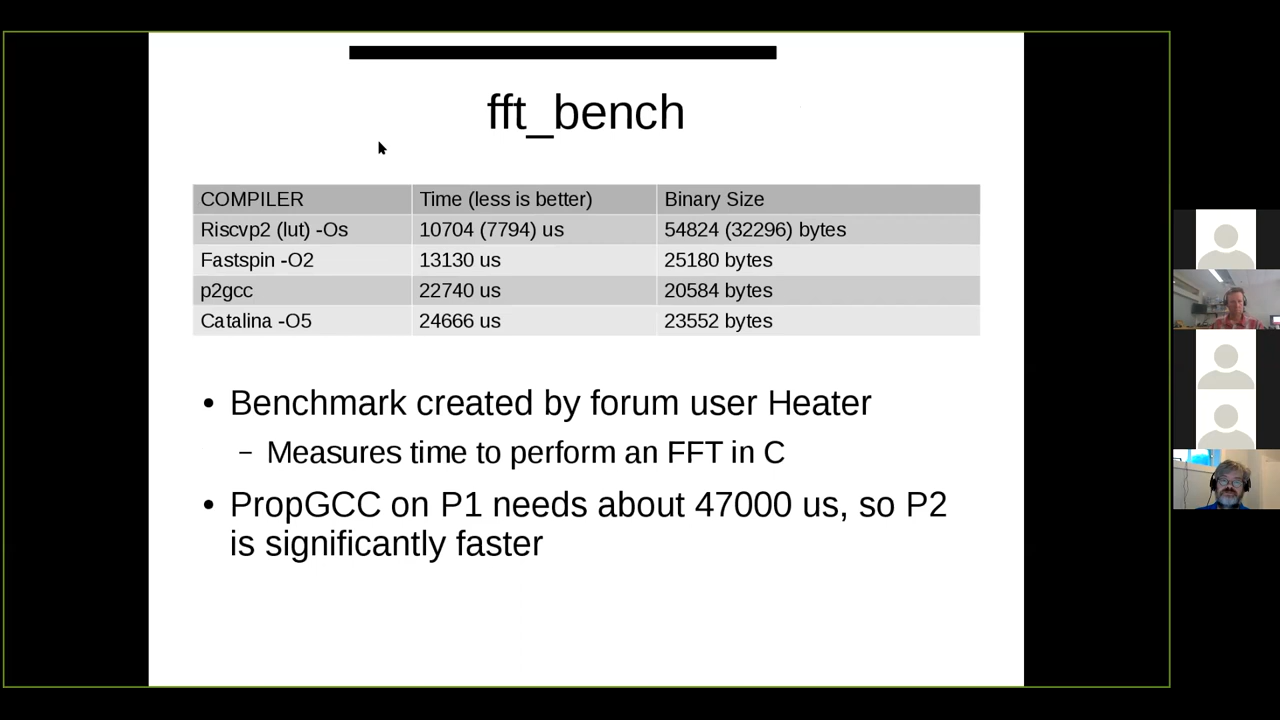 fft_bench
COMPILER Time (less is better) Binary Size
Riscvp2 (lut) -Os 10704 (7794) us 54824 (32296) bytes
Fastspin -O2 13130 us 25180 bytes
p2gcc 22740 us 20584 bytes
Catalina -O5 24666 us 23552 bytes
• Benchmark created by forum user Heater
– Measures time to perform an FFT in C
• PropGCC on P1 needs about 47000 us, so P2
is significantly faster